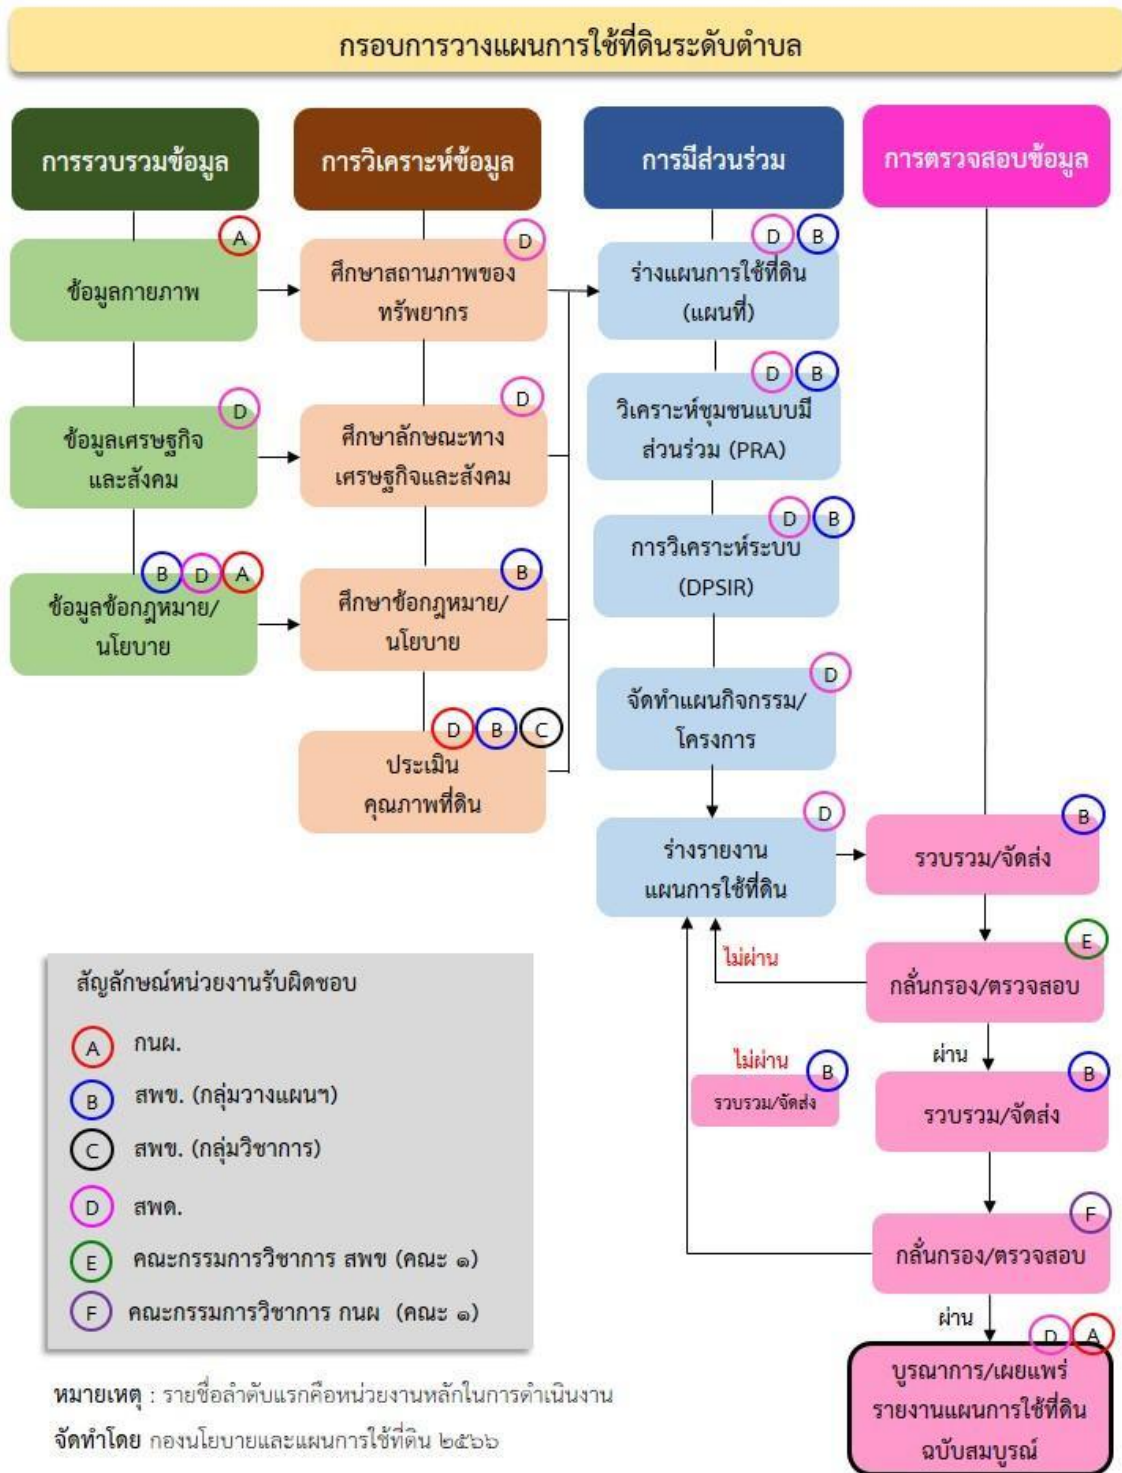 กรอบการวางแผนการใช้ที่ดินระดับตำบล
การรวบรวมข้อมูล
A
ข้อมูลกายภาพ
D
ข้อมูลเศรษฐกิจ
และสังคม
B D A
ข้อมูลข้อกฎหมาย/
นโยบาย
การวิเคราะห์ข้อมูล
D
ศึกษาสถานภาพของ
ทรัพยากร
D
ศึกษาลักษณะทาง
เศรษฐกิจและสังคม
B
ศึกษาข้อกฎหมาย/
นโยบาย
D B C
ประเมิน
คุณภาพที่ดิน
การมีส่วนร่วม
D B
ร่างแผนการใช้ที่ดิน
(แผนที่)
D B
วิเคราะห์ชุมชนแบบมี
ส่วนร่วม (PRA)
D B
การวิเคราะห์ระบบ
(DPSIR)
D
จัดทำแผนกิจกรรม/
โครงการ
D
ร่างรายงาน
แผนการใช้ที่ดิน
การตรวจสอบข้อมูล
B
รวบรวม/จัดส่ง
E
กลั่นกรอง/ตรวจสอบ
ไม่ผ่าน
ผ่าน
B
รวบรวม/จัดส่ง
ไม่ผ่าน
B
รวบรวม/จัดส่ง
F
กลั่นกรอง/ตรวจสอบ
ผ่าน
D A
บูรณาการ/เผยแพร่
รายงานแผนการใช้ที่ดิน
ฉบับสมบูรณ์
สัญลักษณ์หน่วยงานรับผิดชอบ
A กนผ.
B สพข. (กลุ่มวางแผนฯ)
C สพข. (กลุ่มวิชาการ)
D สพด.
E คณะกรรมการวิชาการ สพข (คณะ ๑)
F คณะกรรมการวิชาการ กนผ (คณะ ๑)
หมายเหตุ : รายชื่อลำดับแรกคือหน่วยงานหลักในการดำเนินงาน
จัดทำโดย กองนโยบายและแผนการใช้ที่ดิน ๒๕๖๖